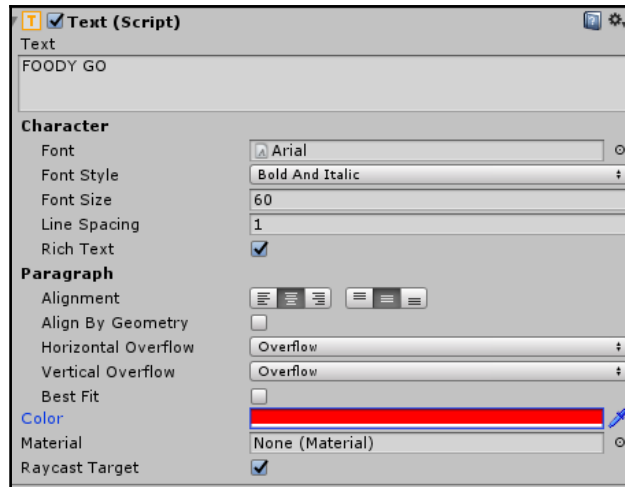 Text (Script)
Text
FOODY GO
Character
Font Arial
Font Style Bold And Italic
Font Size 60
Line Spacing 1
Rich Text
Paragraph
Alignment
Align By Geometry
Horizontal Overflow Overflow
Vertical Overflow Overflow
Best Fit
Color
Material None (Material)
Raycast Target